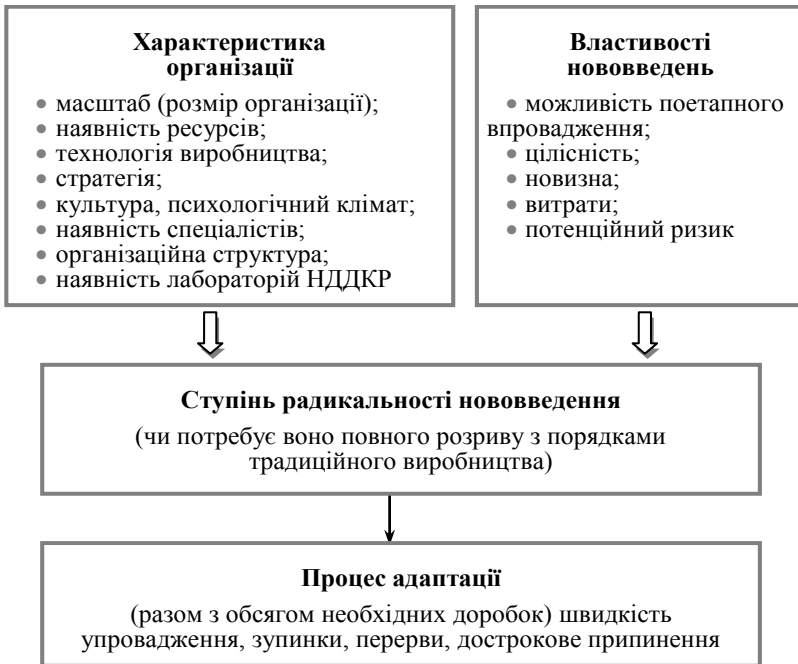 Характеристика
організації
• масштаб (розмір організації);
• наявність ресурсів;
• технологія виробництва;
• стратегія;
• культура, психологічний клімат;
• наявність спеціалістів;
• організаційна структура;
• наявність лабораторій НДДКР
Властивості
нововведень
• можливість поетапного
впровадження;
• цілісність;
• новизна;
• витрати;
• потенційний ризик
Ступінь радикальності нововведення
(чи потребує воно повного розриву з порядками
традиційного виробництва)
Процес адаптації
(разом з обсягом необхідних доробок) швидкість
упровадження, зупинки, перерви, дострокове припинення